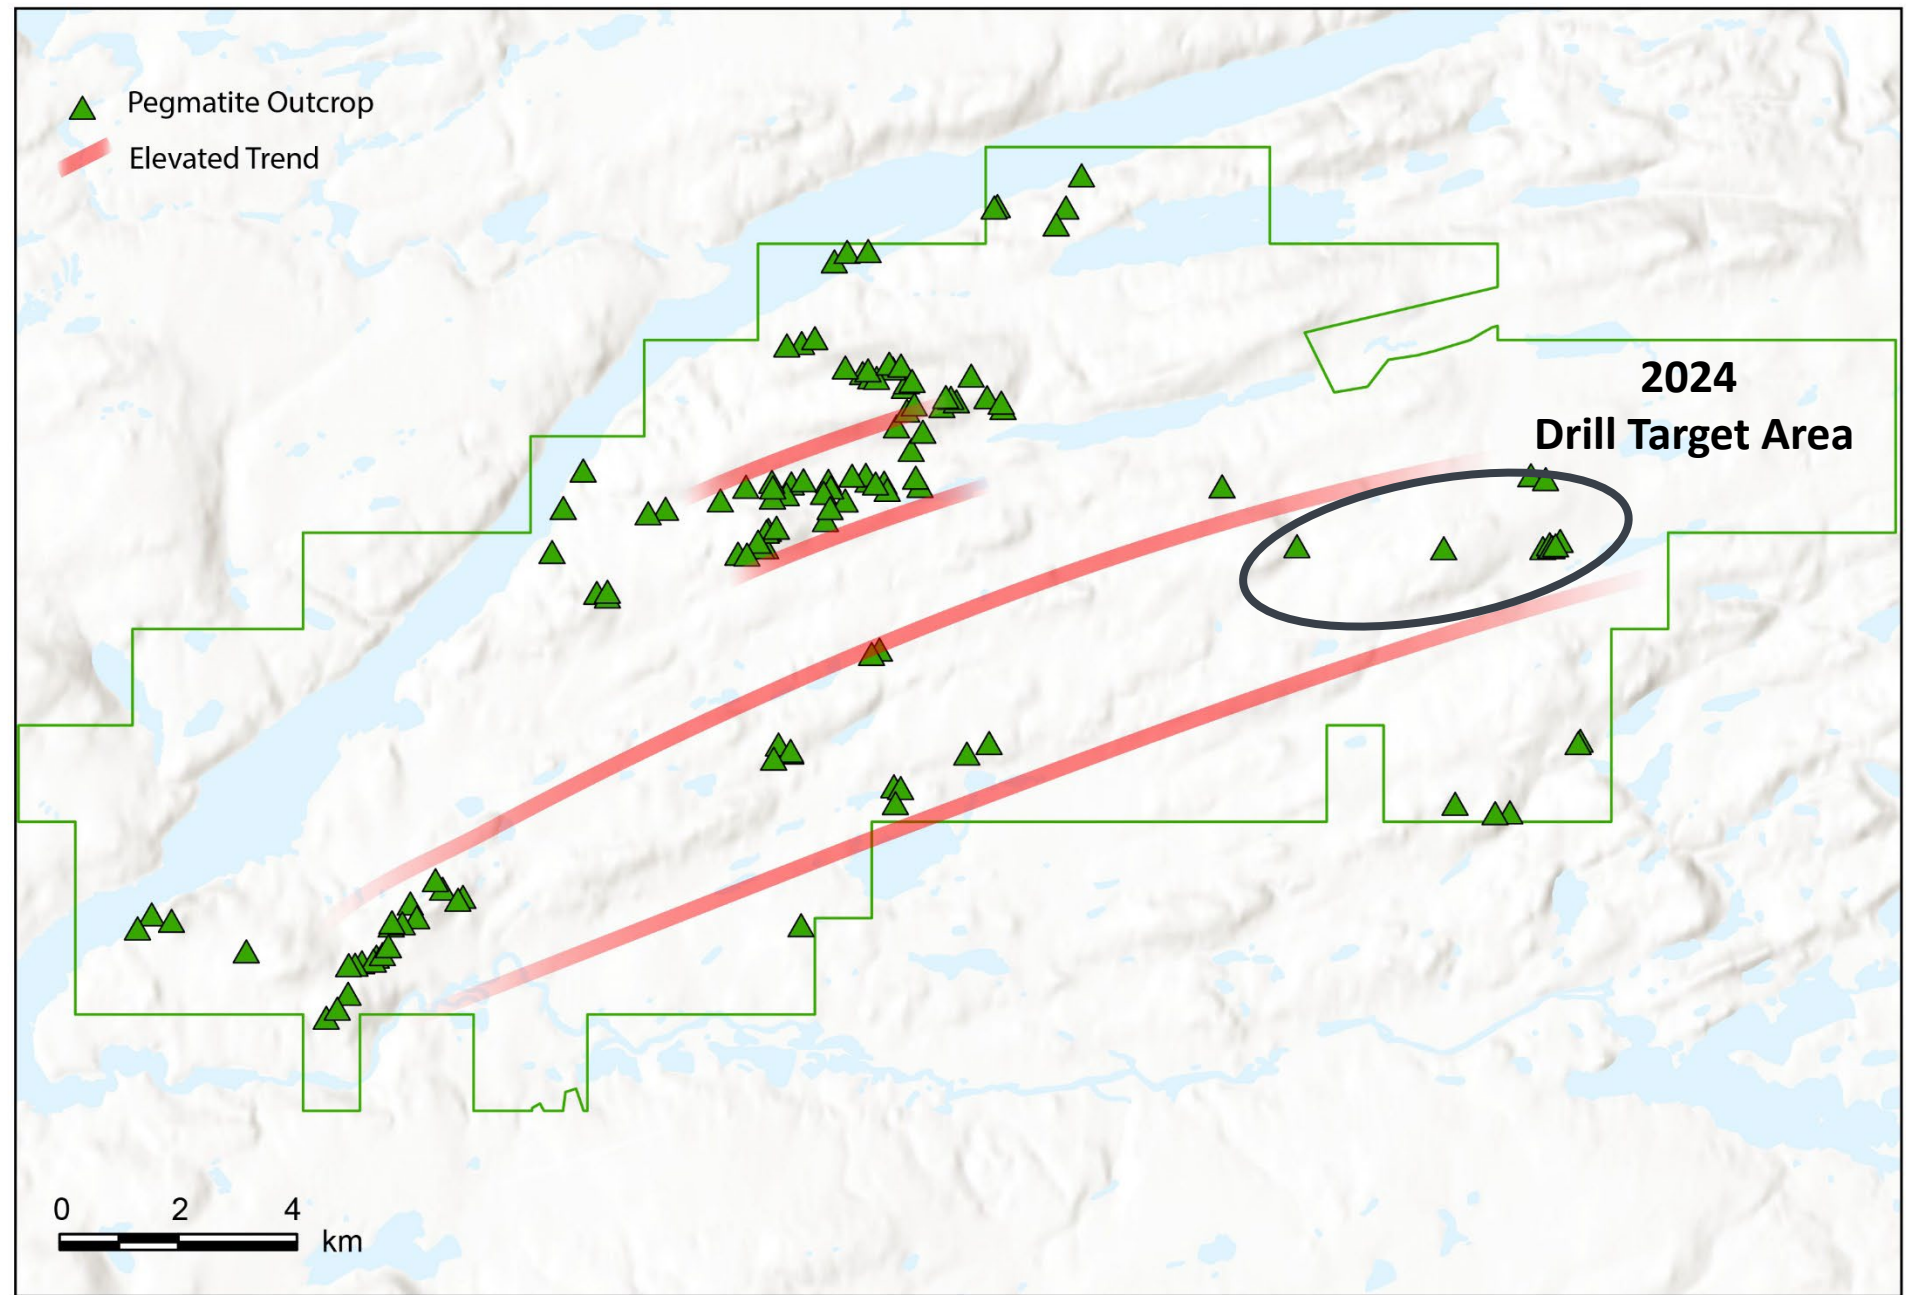 Pegmatite Outcrop
Elevated Trend
2024
Drill Target Area
0 2 4
km